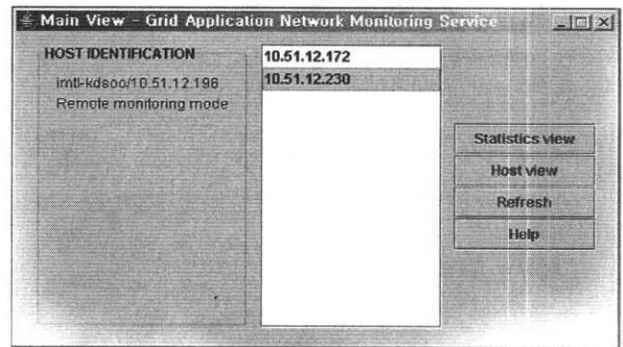 Main View - Grid Application Network Monitoring Service
HOST IDENTIFICATION
imtl-kdsoo/10.51.12.196
Remote monitoring mode
10.51.12.172
10.51.12.230
Statistics view
Host view
Refresh
Help